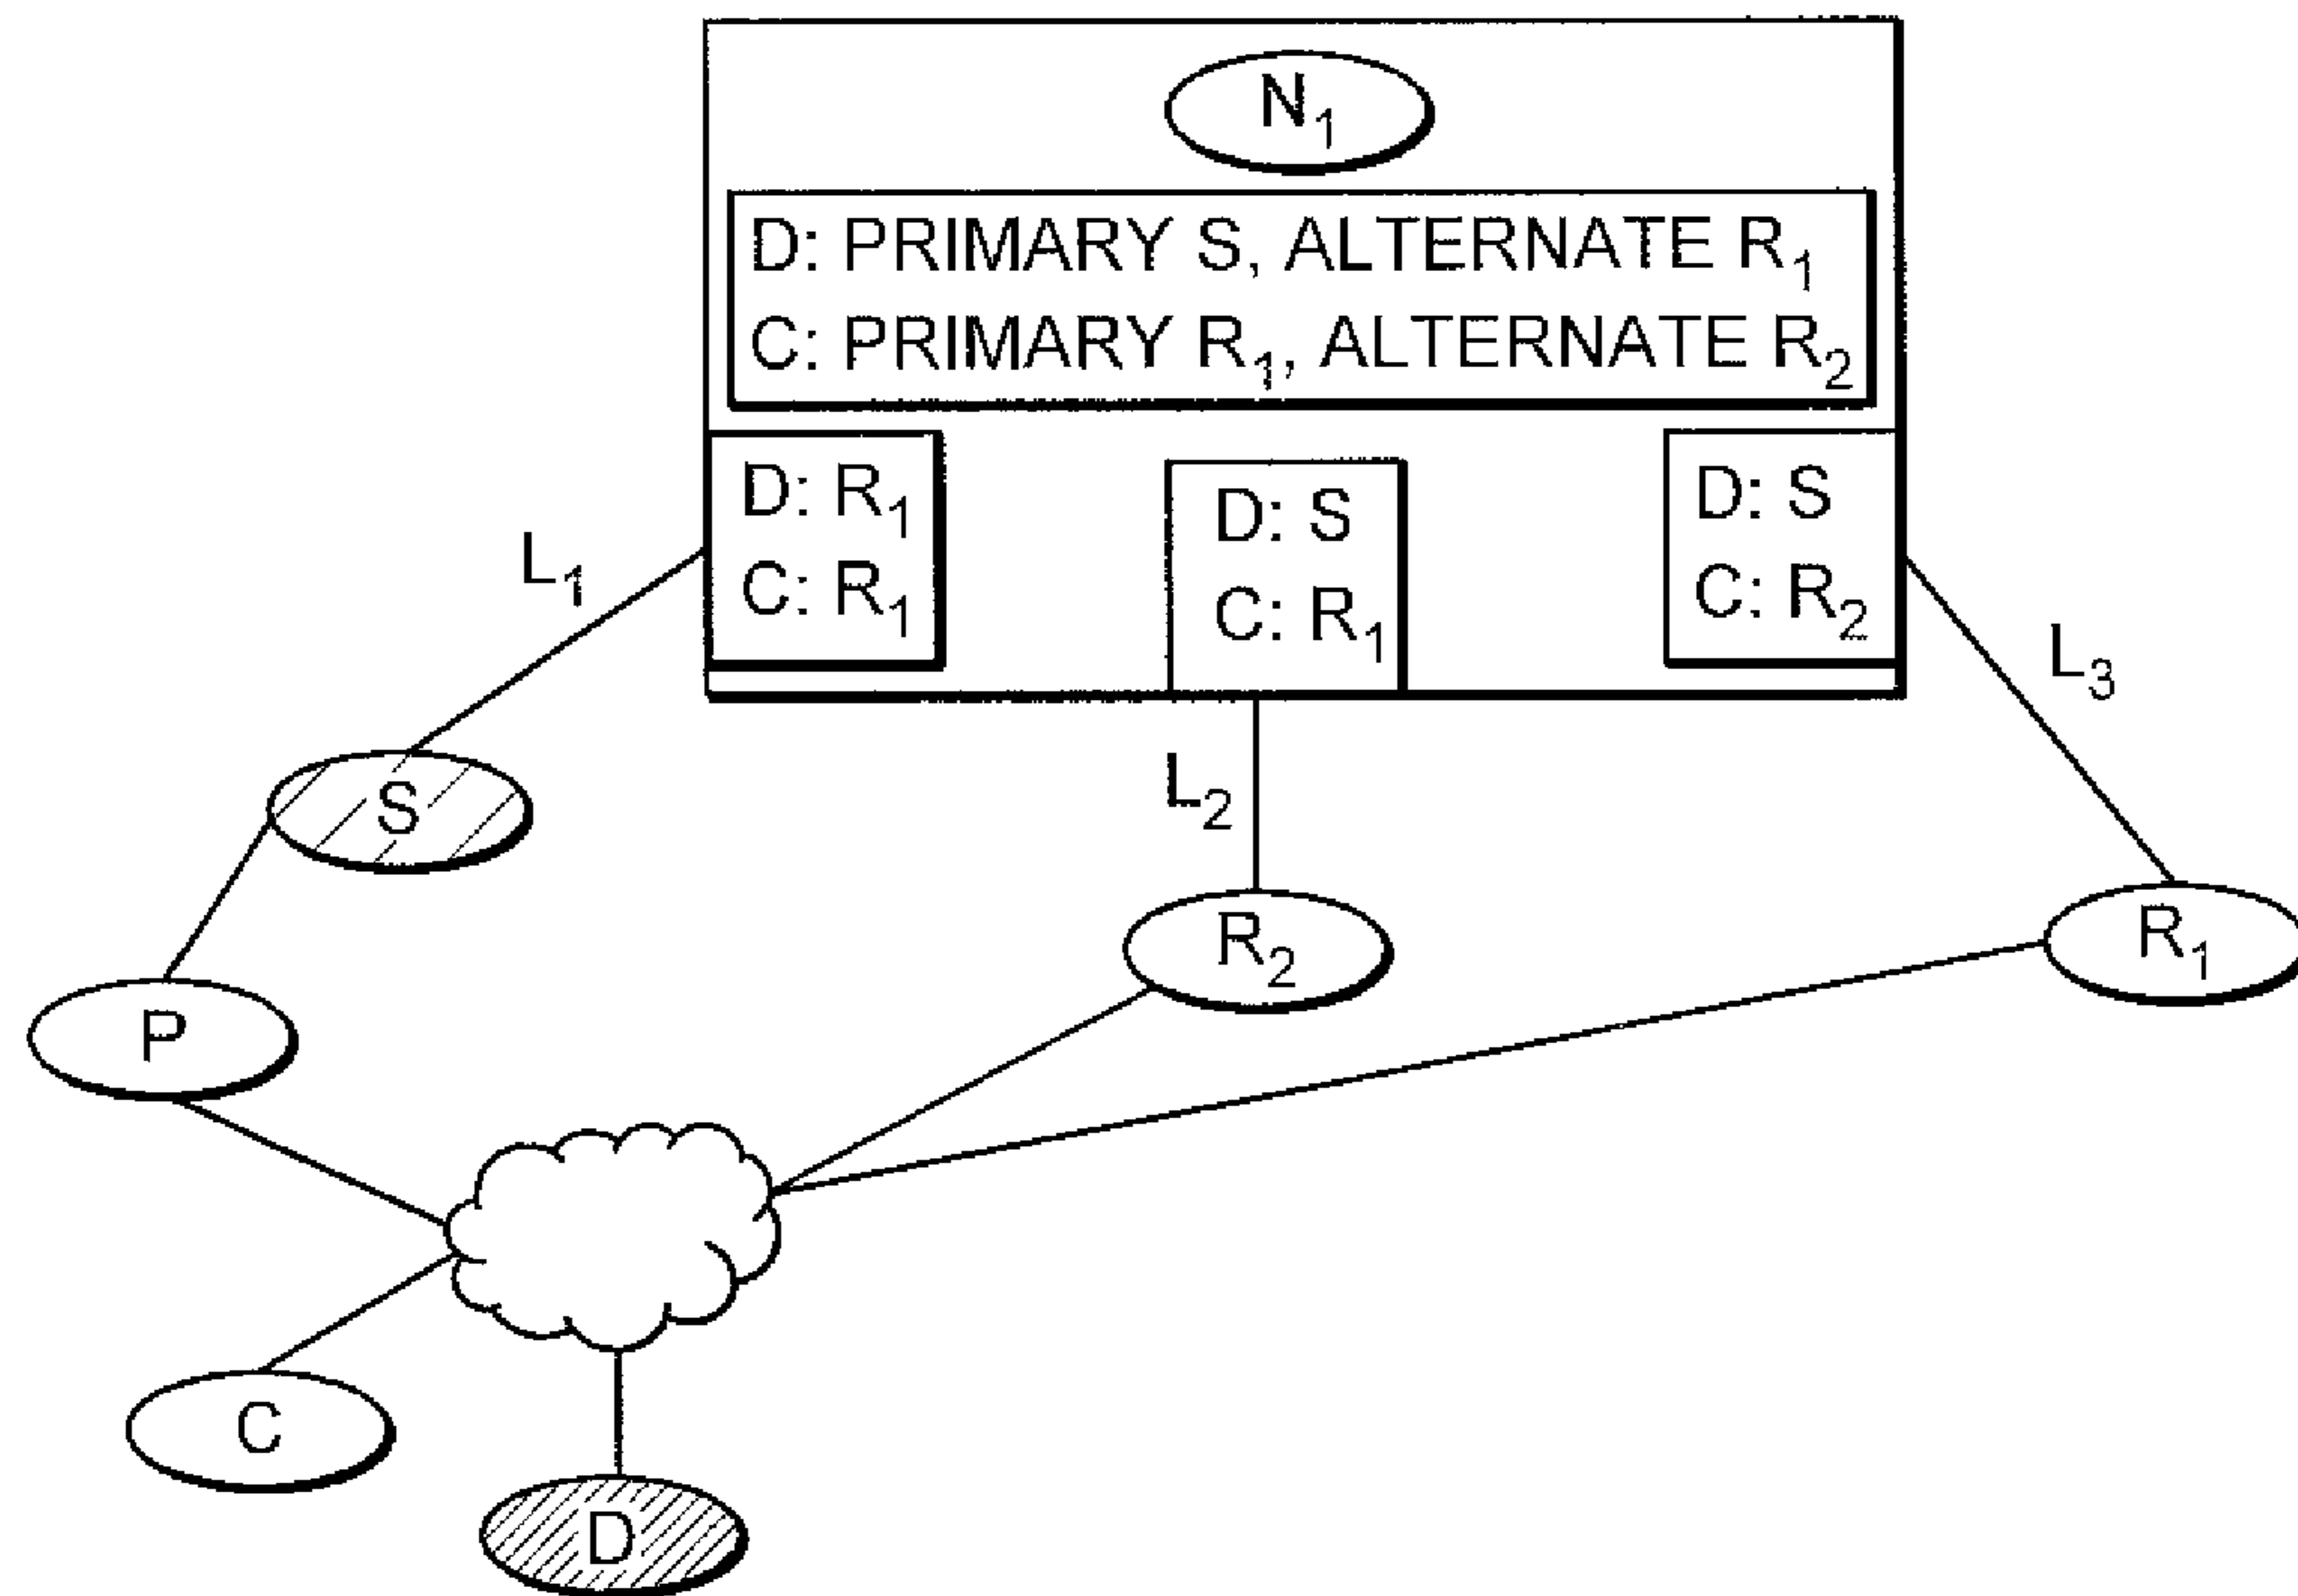 N₁
D: PRIMARY S, ALTERNATE R₁
C: PRIMARY R₁, ALTERNATE R₂
D: R₁
C: R₁
D: S
C: R₁
D: S
C: R₂
L₁
L₂
L₃
S
R₂
R₁
P
C
D